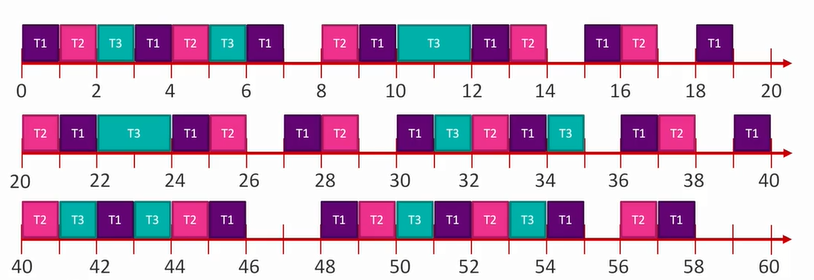 T1 T2 T3 T1 T2 T3 T1 T2 T1 T3 T1 T2 T1 T2 T1
0 2 4 6 8 10 12 14 16 18 20
T2 T1 T3 T1 T2 T1 T2 T1 T3 T2 T1 T3 T1 T2 T1
20 22 24 26 28 30 32 34 36 38 40
T2 T3 T1 T3 T2 T1 T1 T2 T3 T1 T2 T3 T1 T2 T1
40 42 44 46 48 50 52 54 56 58 60